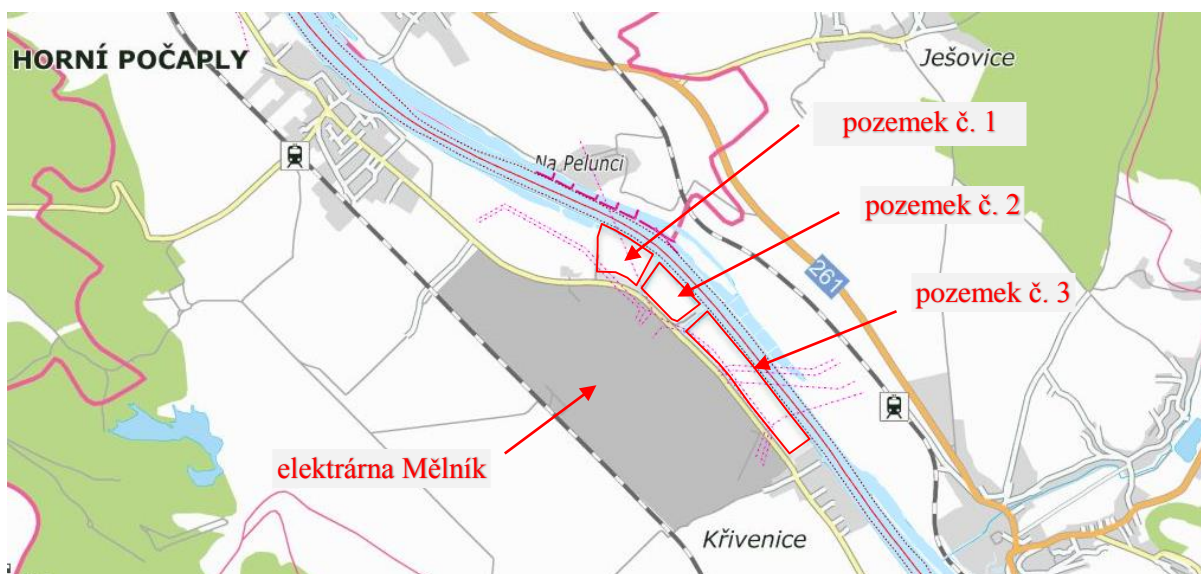 HORNÍ POČAPLY
Ješovice
pozemek č. 1
Na Pelunci
pozemek č. 2
261
pozemek č. 3
elektrárna Mělník
Křivenice